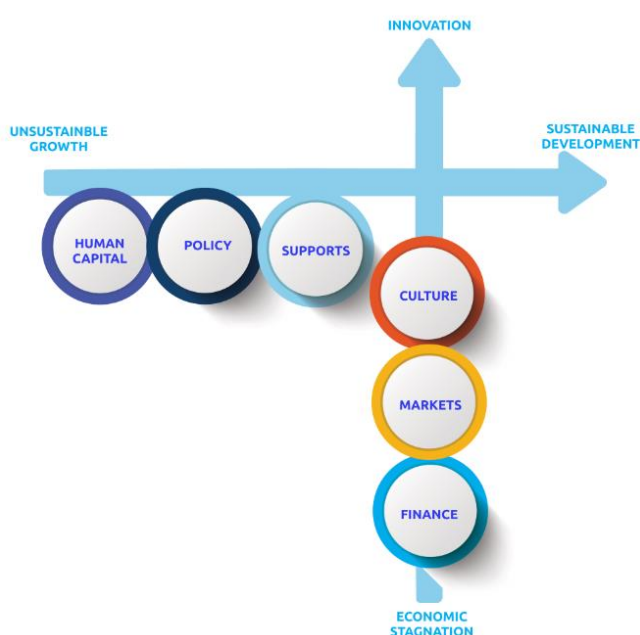 INNOVATION
UNSUSTAINBLE
GROWTH
SUSTAINABLE
DEVELOPMENT
HUMAN
CAPITAL
POLICY
SUPPORTS
CULTURE
MARKETS
FINANCE
ECONOMIC
STAGNATION